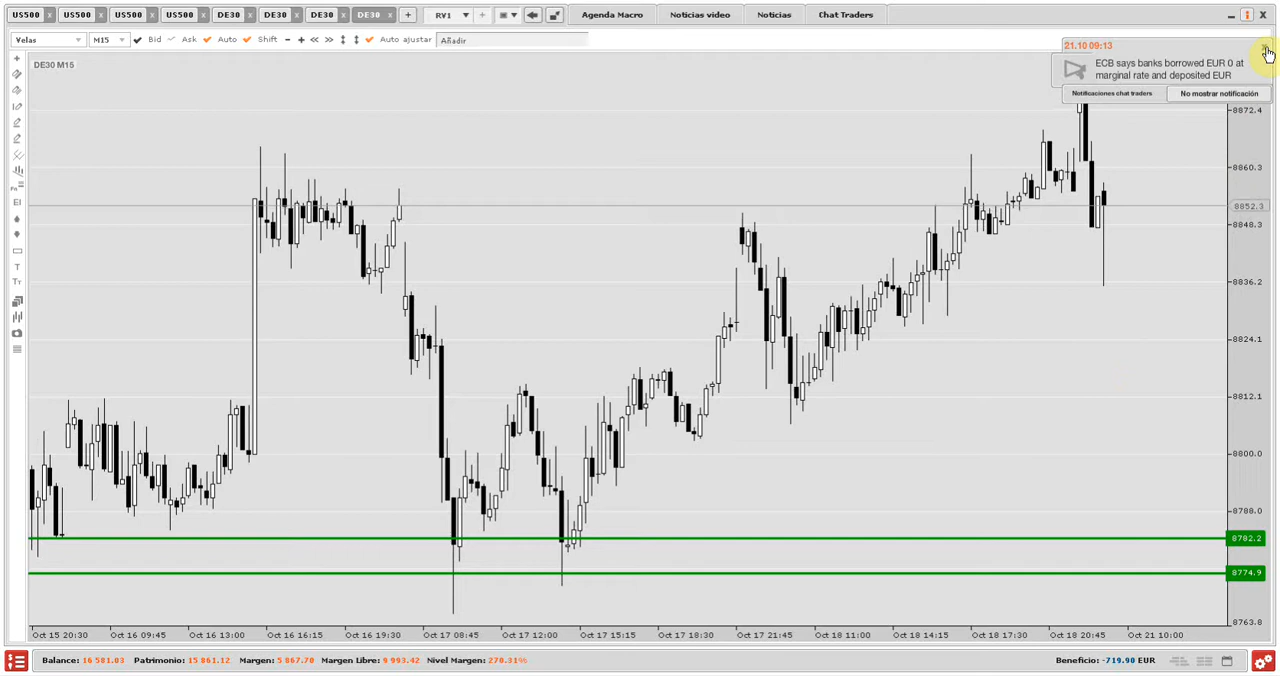 US500 x US500 x US500 x US500 x DE30 x DE30 x DE30 x DE30 x + RV1 Agenda Macro Noticias video Noticias Chat Traders
Velas M15 Bid Ask Auto Shift Auto ajustar Añadir
21.10 09:13
ECB says banks borrowed EUR 0 at
marginal rate and deposited EUR
Notificaciones chat traders No mostrar notificación
DE30 M15
8872.4
8860.3
8852.3
8848.3
8836.2
8824.1
8812.1
8800.0
8788.0
8782.2
8774.9
8763.8
EI
T
Tт
Oct 15 20:30 Oct 16 09:45 Oct 16 13:00 Oct 16 16:15 Oct 16 19:30 Oct 17 08:45 Oct 17 12:00 Oct 17 15:15 Oct 17 21:45 Oct 18 11:00 Oct 18 14:15 Oct 18 17:30 Oct 18 20:45 Oct 21 10:00
Balance: 16 581.03 Patrimonio: 15 861.12 Margen: 5 867.70 Margen Libre: 9 993.42 Nivel Margen: 270.31% Beneficio: -719.90 EUR